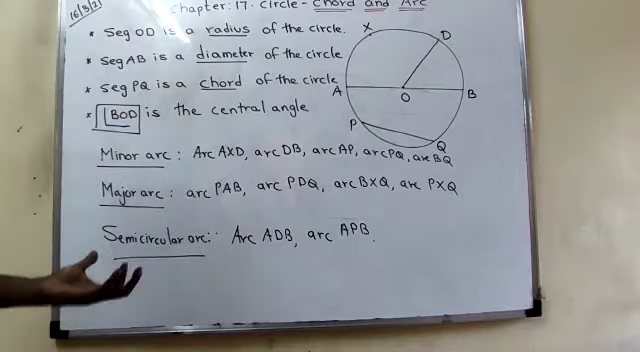 16/3/21 Chapter: 17. Circle - Chord and Arc
* Seg OD is a radius of the circle.
* Seg AB is a diameter of the circle
* Seg PQ is a chord of the circle
* ∠BOD is the central angle
X
D
A
O
B
P
Q
Minor arc : Arc AXD, arc DB, arc AP, arc PQ, arc BQ
Major arc : arc PAB, arc PDQ, arc BXQ, arc PXQ
Semicircular arc:- Arc ADB, arc APB.